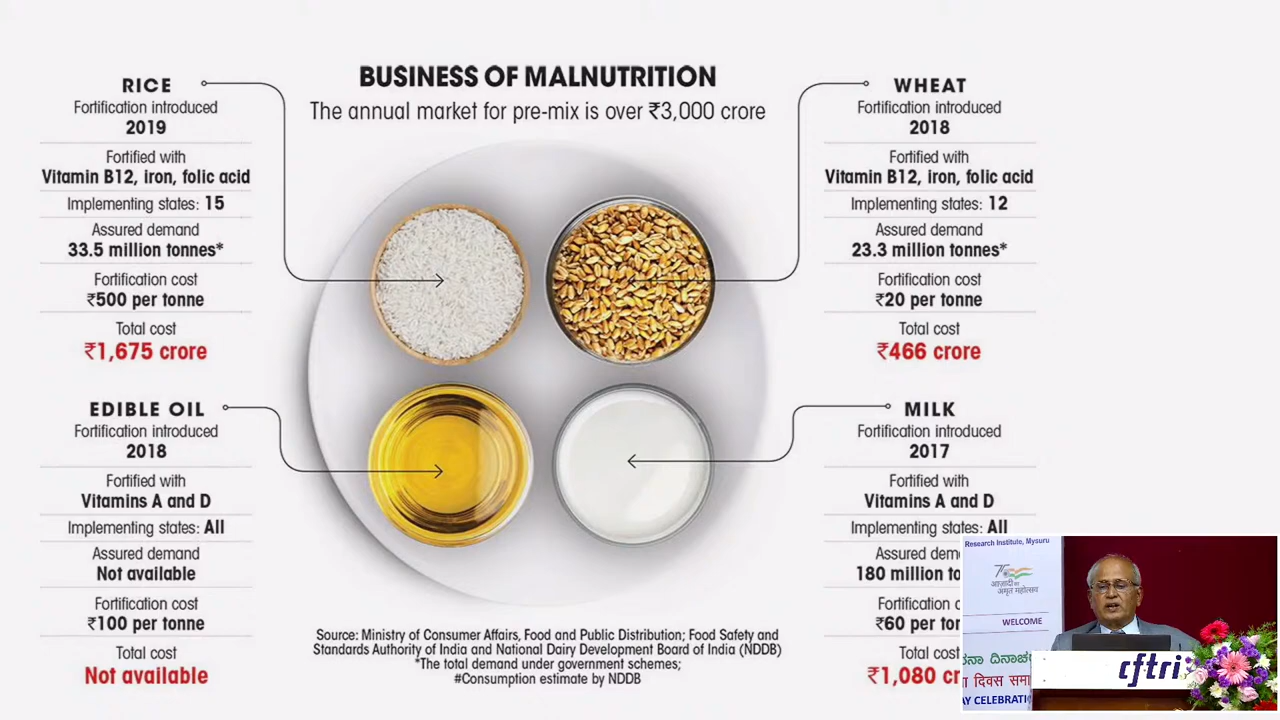 BUSINESS OF MALNUTRITION
The annual market for pre-mix is over ₹3,000 crore
RICE
Fortification introduced
2019
Fortified with
Vitamin B12, iron, folic acid
Implementing states: 15
Assured demand
33.5 million tonnes*
Fortification cost
₹500 per tonne
Total cost
₹1,675 crore
WHEAT
Fortification introduced
2018
Fortified with
Vitamin B12, iron, folic acid
Implementing states: 12
Assured demand
23.3 million tonnes*
Fortification cost
₹20 per tonne
Total cost
₹466 crore
EDIBLE OIL
Fortification introduced
2018
Fortified with
Vitamins A and D
Implementing states: All
Assured demand
Not available
Fortification cost
₹100 per tonne
Total cost
Not available
MILK
Fortification introduced
2017
Fortified with
Vitamins A and D
Implementing states: All
Assured
180 million
Fortification
₹60 per
Total cost
₹1,080
Source: Ministry of Consumer Affairs, Food and Public Distribution; Food Safety and
Standards Authority of India and National Dairy Development Board of India (NDDB)
*The total demand under government schemes;
#Consumption estimate by NDDB
Research Institute, Mysuru
आज़ादी का
अमृत महोत्सव
WELCOME
दिवस
cftri